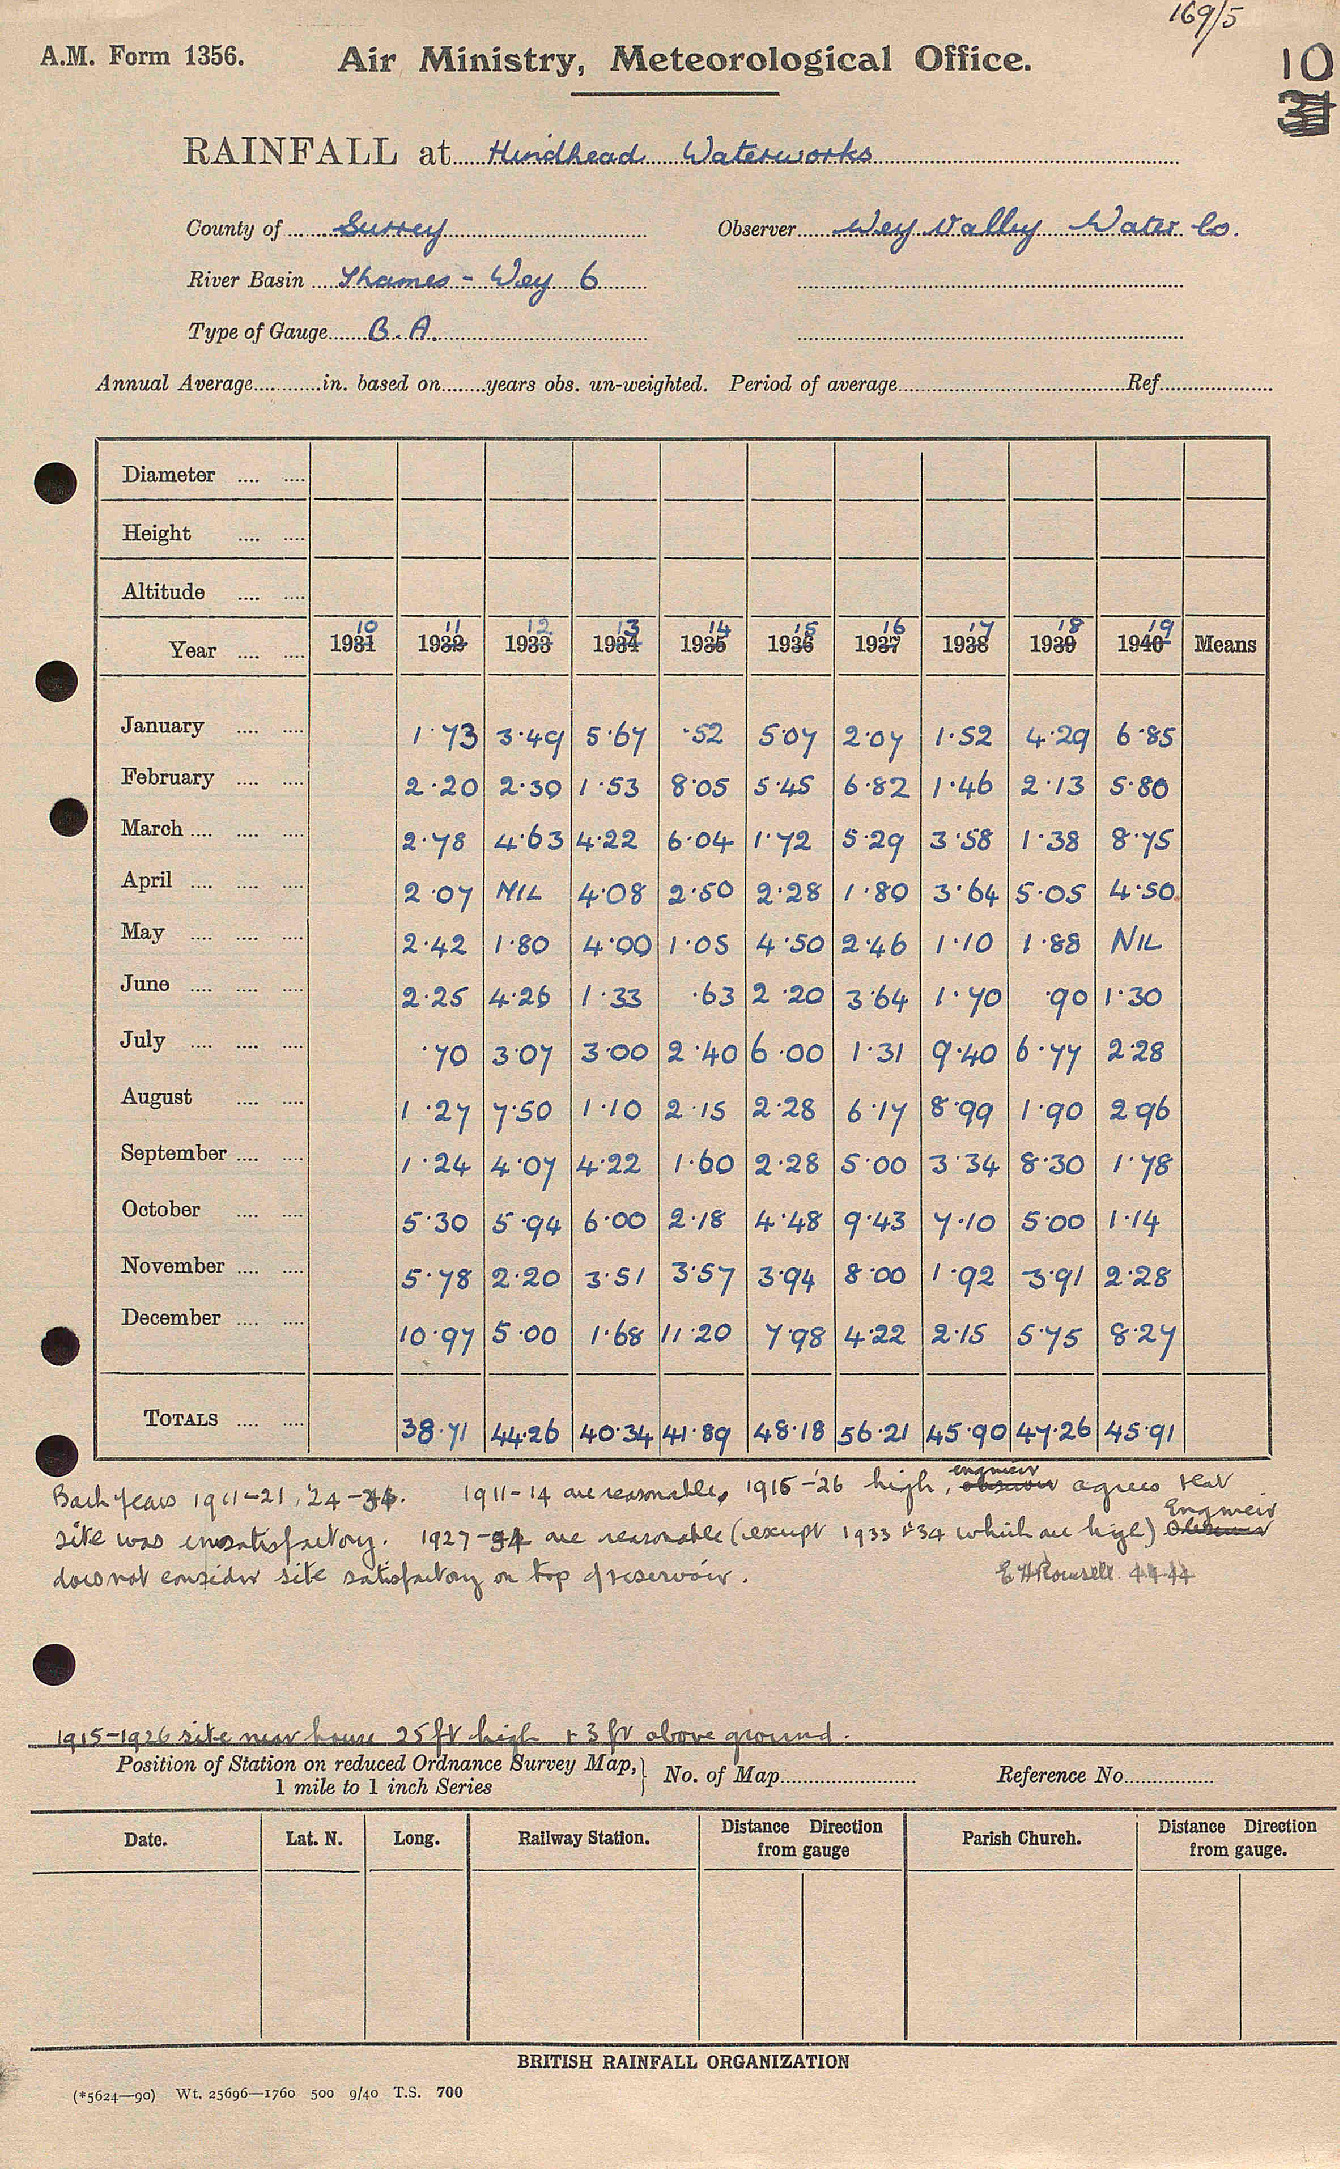 169/5
A.M. Form 1356. Air Ministry, Meteorological Office. 10
31
RAINFALL at Hindhead Waterworks
County of Surrey Observer Wey Valley Water Co.
River Basin Thames - Wey 6
Type of Gauge B.A.
Annual Average in. based on years obs. un-weighted. Period of average Ref.
Diameter
Height
Altitude
10 11 12 13 14 15 16 17 18 19
Year 1931 1932 1933 1934 1935 1936 1937 1938 1939 1940 Means
January 1.73 3.49 5.67 .52 5.07 2.07 1.52 4.29 6.85
February 2.20 2.30 1.53 8.05 5.45 6.82 1.46 2.13 5.80
March 2.78 4.63 4.22 6.04 1.72 5.29 3.58 1.38 8.75
April 2.07 NIL 4.08 2.50 2.28 1.80 3.64 5.05 4.50
May 2.42 1.80 4.00 1.05 4.50 2.46 1.10 1.88 NIL
June 2.25 4.26 1.33 .63 2.20 3.64 1.70 .90 1.30
July .70 3.07 3.00 2.40 6.00 1.31 9.40 6.77 2.28
August 1.27 7.50 1.10 2.15 2.28 6.17 8.99 1.90 2.96
September 1.24 4.07 4.22 1.60 2.28 5.00 3.34 8.30 1.78
October 5.30 5.94 6.00 2.18 4.48 9.43 7.10 5.00 1.14
November 5.78 2.20 3.51 3.57 3.94 8.00 1.92 3.91 2.28
December 10.97 5.00 1.68 11.20 7.98 4.22 2.15 5.75 8.27
TOTALS 38.71 44.26 40.34 41.89 48.18 56.21 45.90 47.26 45.91
engineer
Back years 1911-21, '24- 1911-14 are reasonable, 1915-'26 high, observer agrees that
Engineer
site was unsatisfactory. 1927-34 are reasonable (except 1933 & 34 which are high) Observer
does not consider site satisfactory on top of reservoir. E H Rowsell 4.4.44
1915-1926 site near house 25 ft high & 3 ft above ground.
Position of Station on reduced Ordnance Survey Map, No. of Map Reference No.
1 mile to 1 inch Series
Date. Lat. N. Long. Railway Station. Distance from gauge Direction Parish Church. Distance from gauge. Direction
BRITISH RAINFALL ORGANIZATION
(*5624—90) Wt. 25696—1760 500 9/40 T.S. 700